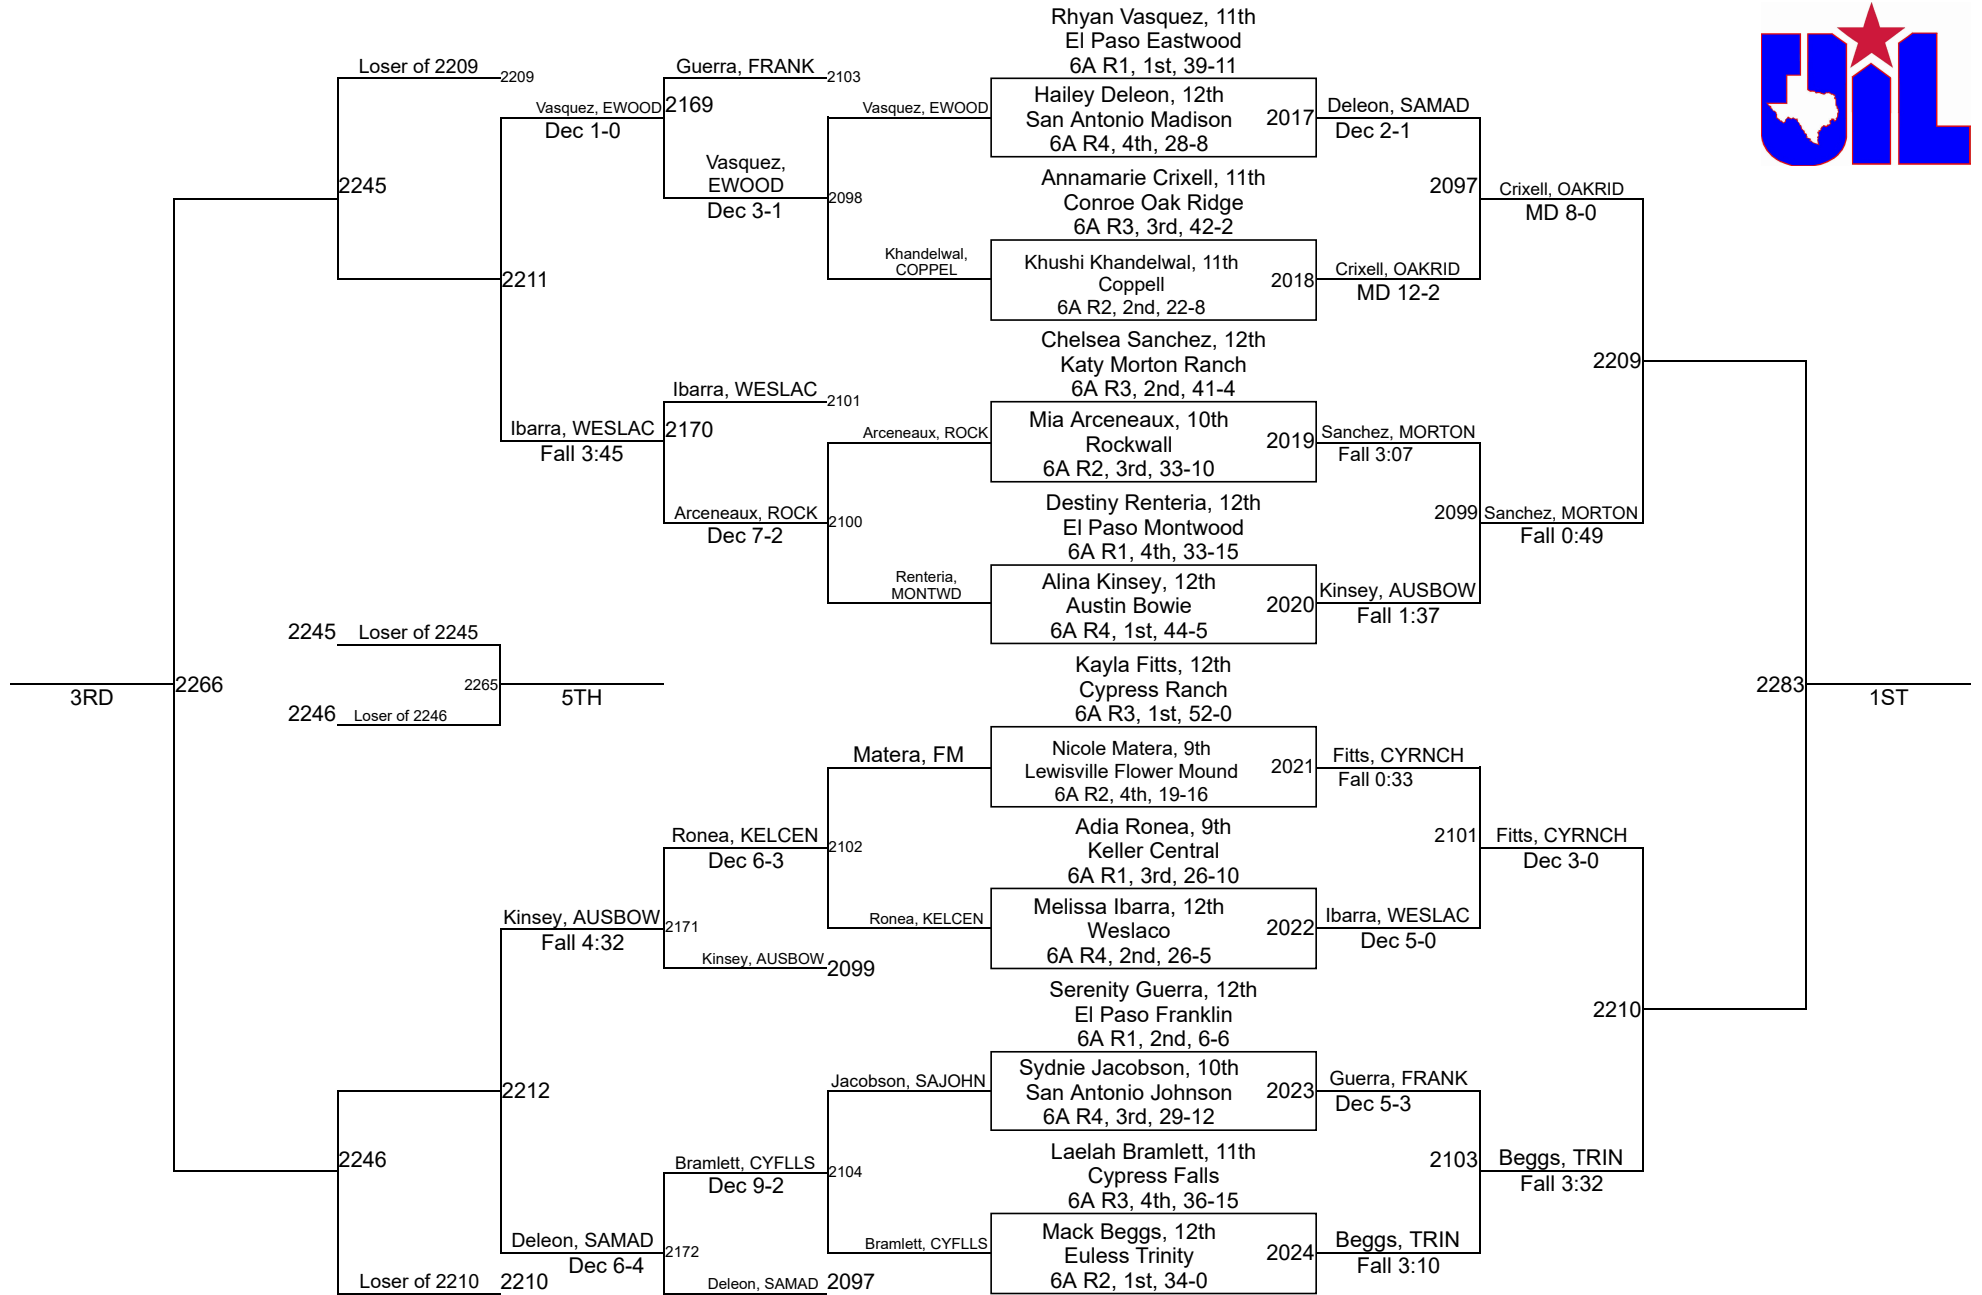 Rhyan Vasquez, 11th
El Paso Eastwood
6A R1, 1st, 39-11
Hailey Deleon, 12th
San Antonio Madison
6A R4, 4th, 28-8
2017
Annamarie Crixell, 11th
Conroe Oak Ridge
6A R3, 3rd, 42-2
Khushi Khandelwal, 11th
Coppell
6A R2, 2nd, 22-8
2018
Chelsea Sanchez, 12th
Katy Morton Ranch
6A R3, 2nd, 41-4
Mia Arceneaux, 10th
Rockwall
6A R2, 3rd, 33-10
2019
Destiny Renteria, 12th
El Paso Montwood
6A R1, 4th, 33-15
Alina Kinsey, 12th
Austin Bowie
6A R4, 1st, 44-5
2020
Kayla Fitts, 12th
Cypress Ranch
6A R3, 1st, 52-0
Nicole Matera, 9th
Lewisville Flower Mound
6A R2, 4th, 19-16
2021
Adia Ronea, 9th
Keller Central
6A R1, 3rd, 26-10
Melissa Ibarra, 12th
Weslaco
6A R4, 2nd, 26-5
2022
Serenity Guerra, 12th
El Paso Franklin
6A R1, 2nd, 6-6
Sydnie Jacobson, 10th
San Antonio Johnson
6A R4, 3rd, 29-12
2023
Laelah Bramlett, 11th
Cypress Falls
6A R3, 4th, 36-15
Mack Beggs, 12th
Euless Trinity
6A R2, 1st, 34-0
2024
Deleon, SAMAD
Dec 2-1
2097
Crixell, OAKRID
MD 12-2
Crixell, OAKRID
MD 8-0
2209
Sanchez, MORTON
Fall 3:07
2099
Kinsey, AUSBOW
Fall 1:37
Sanchez, MORTON
Fall 0:49
2283
1ST
Fitts, CYRNCH
Fall 0:33
2101
Ibarra, WESLAC
Dec 5-0
Fitts, CYRNCH
Dec 3-0
2210
Guerra, FRANK
Dec 5-3
2103
Beggs, TRIN
Fall 3:10
Beggs, TRIN
Fall 3:32
UIL
Loser of 2209
2209
Guerra, FRANK
2103
Vasquez, EWOOD
Dec 1-0
2169
Vasquez, EWOOD
Vasquez,
EWOOD
Dec 3-1
2098
Khandelwal,
COPPEL
2245
2211
Ibarra, WESLAC
2101
Ibarra, WESLAC
Fall 3:45
2170
Arceneaux, ROCK
Arceneaux, ROCK
Dec 7-2
2100
Renteria,
MONTWD
2245
Loser of 2245
2265
5TH
2246
Loser of 2246
3RD
2266
Matera, FM
Ronea, KELCEN
Dec 6-3
2102
Ronea, KELCEN
Kinsey, AUSBOW
Fall 4:32
2171
Kinsey, AUSBOW
2099
2212
2246
Jacobson, SAJOHN
Bramlett, CYFLLS
Dec 9-2
2104
Bramlett, CYFLLS
Deleon, SAMAD
Dec 6-4
2172
Deleon, SAMAD
2097
Loser of 2210
2210